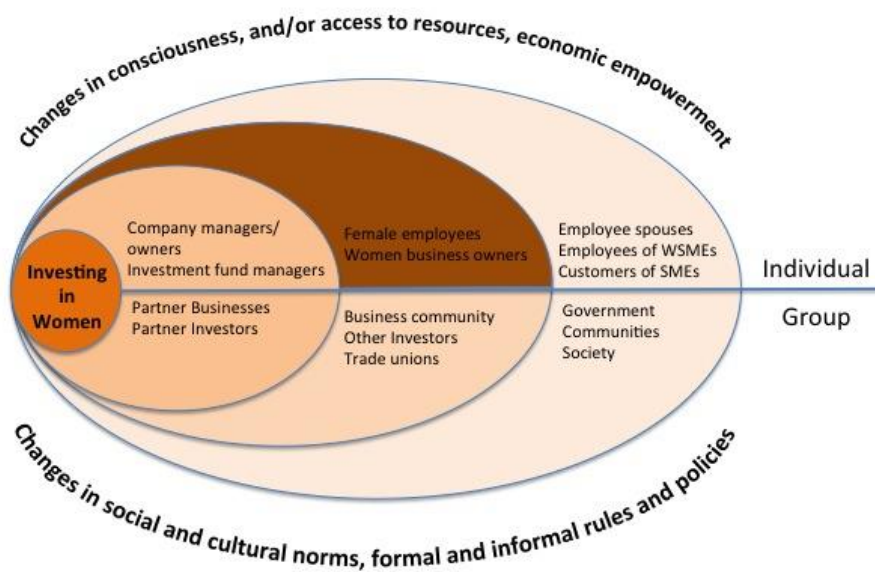 Changes in consciousness, and/or access to resources, economic empowerment
Investing
in
Women
Company managers/
owners
Investment fund managers
Partner Businesses
Partner Investors
Female employees
Women business owners
Business community
Other Investors
Trade unions
Employee spouses
Employees of WSMEs
Customers of SMEs
Government
Communities
Society
Individual
Group
Changes in social and cultural norms, formal and informal rules and policies